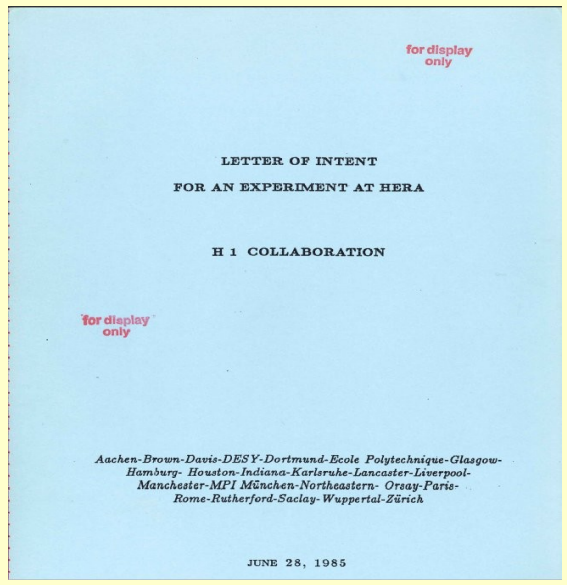 for display
only
LETTER OF INTENT
FOR AN EXPERIMENT AT HERA
H 1 COLLABORATION
for display
only
Aachen-Brown-Davis-DESY-Dortmund-Ecole Polytechnique-Glasgow-
Hamburg- Houston-Indiana-Karlsruhe-Lancaster-Liverpool-
Manchester-MPI München-Northeastern- Orsay-Paris-
Rome-Rutherford-Saclay-Wuppertal-Zürich
JUNE 28, 1985